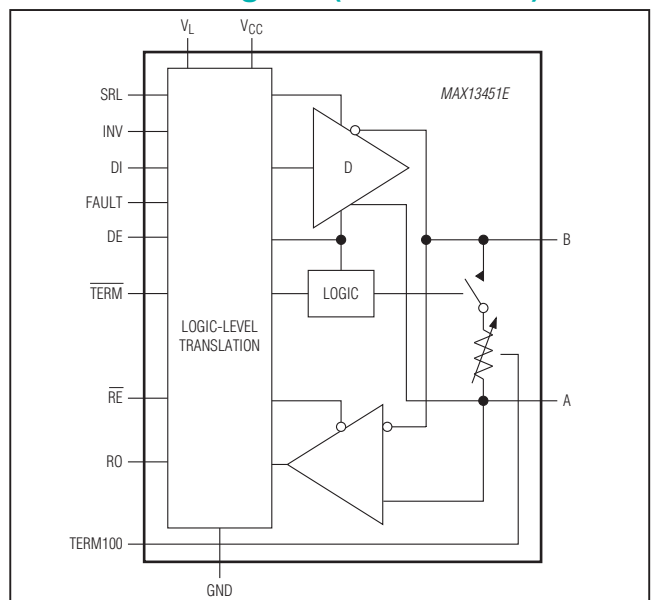 VL VCC
MAX13451E
SRL
INV
DI
D
FAULT
DE
B
TERM
LOGIC
LOGIC-LEVEL
TRANSLATION
RE
A
RO
TERM100
GND